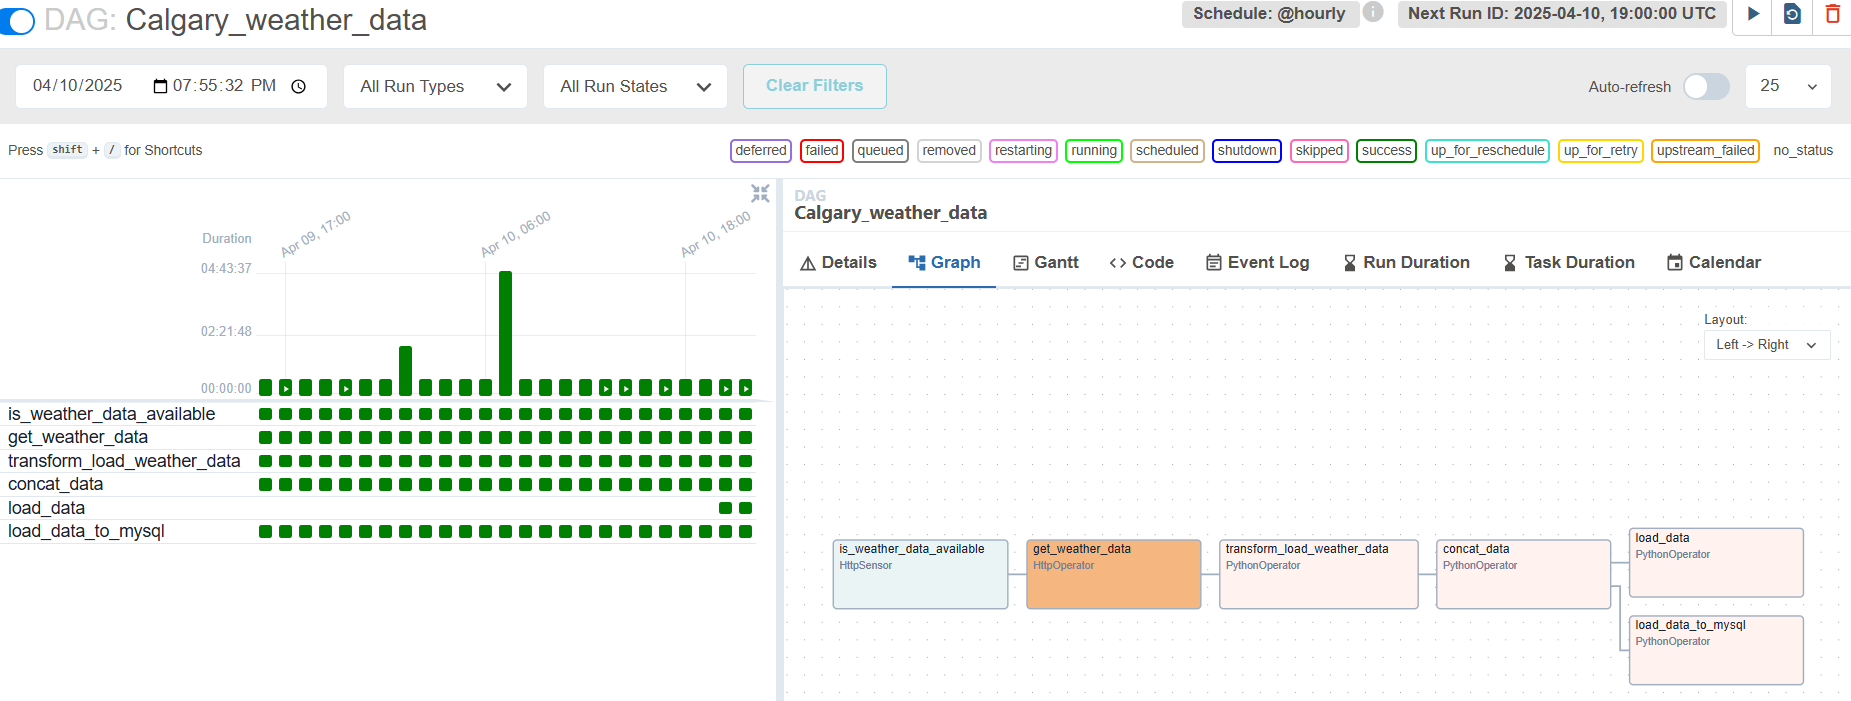 DAG: Calgary_weather_data
Schedule: @hourly
Next Run ID: 2025-04-10, 19:00:00 UTC
04/10/2025 07:55:32 PM
All Run Types
All Run States
Clear Filters
Auto-refresh
25
Press shift + / for Shortcuts
deferred failed queued removed restarting running scheduled shutdown skipped success up_for_reschedule up_for_retry upstream_failed no_status
Duration
Apr 09, 17:00
Apr 10, 06:00
Apr 10, 18:00
04:43:37
02:21:48
00:00:00
is_weather_data_available
get_weather_data
transform_load_weather_data
concat_data
load_data
load_data_to_mysql
DAG
Calgary_weather_data
Details
Graph
Gantt
Code
Event Log
Run Duration
Task Duration
Calendar
Layout:
Left -> Right
is_weather_data_available
HttpSensor
get_weather_data
HttpOperator
transform_load_weather_data
PythonOperator
concat_data
PythonOperator
load_data
PythonOperator
load_data_to_mysql
PythonOperator